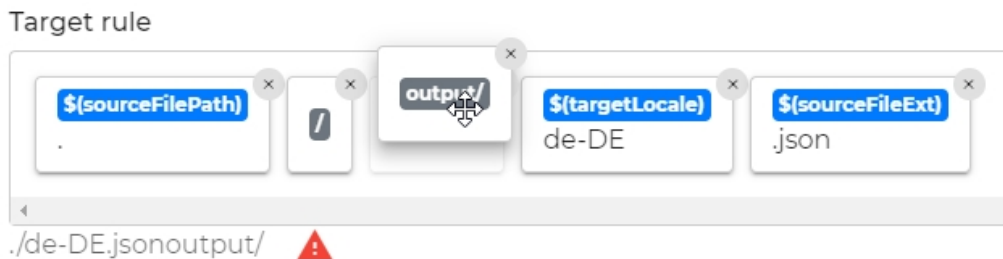 Target rule
output/
$(sourceFilePath) / $(targetLocale) $(sourceFileExt)
. de-DE .json
./de-DE.jsonoutput/